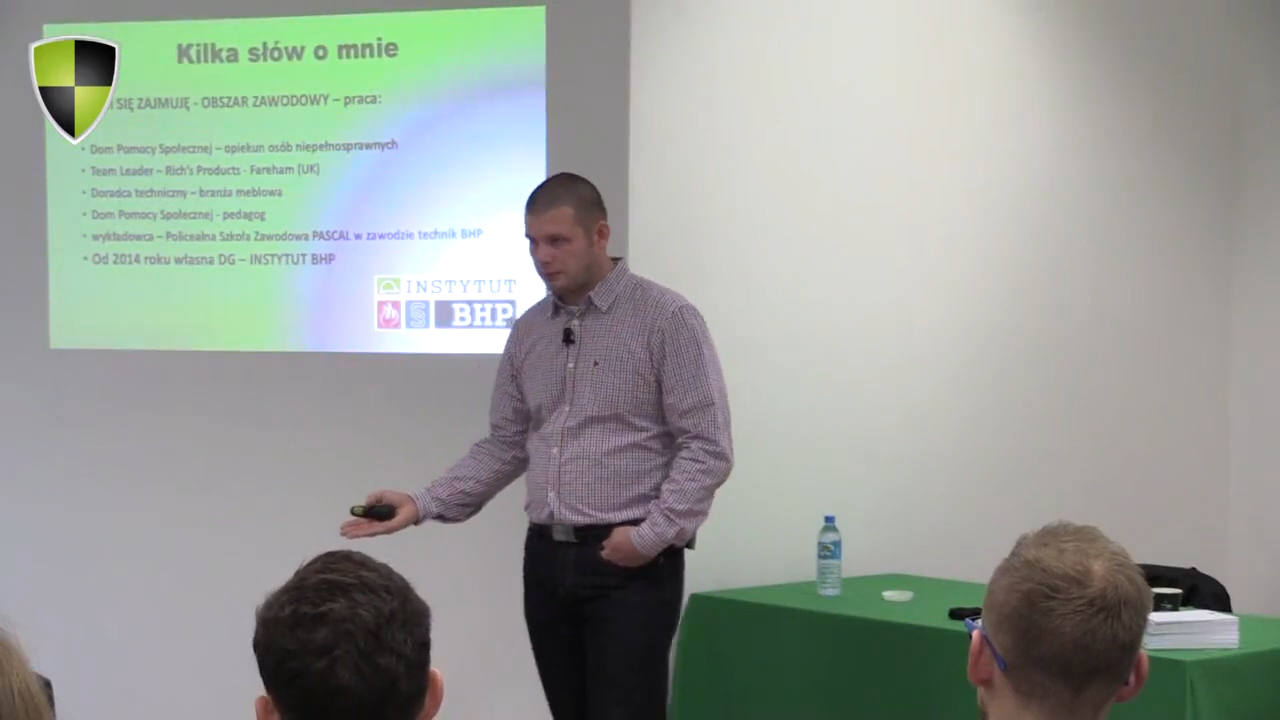 Kilka słów o mnie
SIĘ ZAJMUJĘ - OBSZAR ZAWODOWY – praca:
• Dom Pomocy Społecznej – opiekun osób niepełnosprawnych
• Team Leader – Rich's Products - Fareham (UK)
• Doradca techniczny – branża meblowa
• Dom Pomocy Społecznej - pedagog
• wykładowca – Policealna Szkoła Zawodowa PASCAL w zawodzie technik BHP
• Od 2014 roku własna DG – INSTYTUT BHP
INSTYTUT
BHP